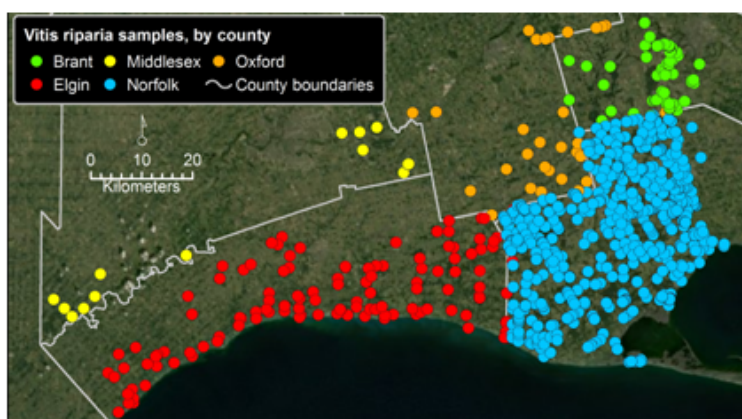 Vitis riparia samples, by county
Brant Middlesex Oxford
Elgin Norfolk County boundaries
0 10 20
Kilometers